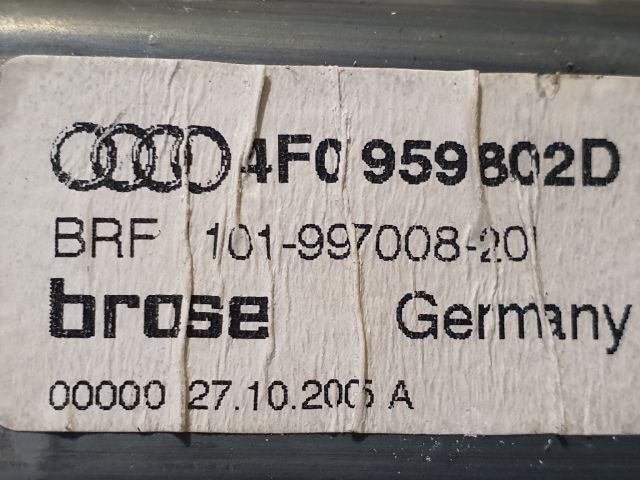 4F0 959802D
BRF 101-997008-20
brose Germany
00000 27.10.2005 A